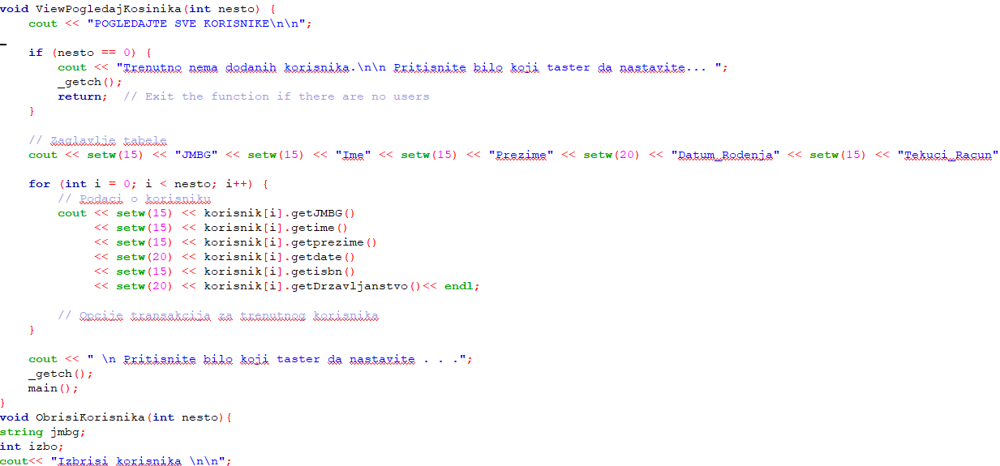 void ViewPogledajKosinika(int nesto) {
    cout << "POGLEDAJTE SVE KORISNIKE\n\n";

    if (nesto == 0) {
        cout << "Trenutno nema dodanih korisnika.\n\n Pritisnite bilo koji taster da nastavite... ";
        _getch();
        return;  // Exit the function if there are no users
    }

    // Zaglavlje tabele
    cout << setw(15) << "JMBG" << setw(15) << "Ime" << setw(15) << "Prezime" << setw(20) << "Datum_Rodenja" << setw(15) << "Tekuci_Racun"

    for (int i = 0; i < nesto; i++) {
        // Podaci o korisniku
        cout << setw(15) << korisnik[i].getJMBG()
             << setw(15) << korisnik[i].getime()
             << setw(15) << korisnik[i].getprezime()
             << setw(20) << korisnik[i].getdate()
             << setw(15) << korisnik[i].getisbn()
             << setw(20) << korisnik[i].getDrzavljanstvo()<< endl;

        // Opcije transakcija za trenutnog korisnika
    }

    cout << " \n Pritisnite bilo koji taster da nastavite . . .";
    _getch();
    main();
}
void ObrisiKorisnika(int nesto){
string jmbg;
int izbo;
cout<< "Izbrisi korisnika \n\n";